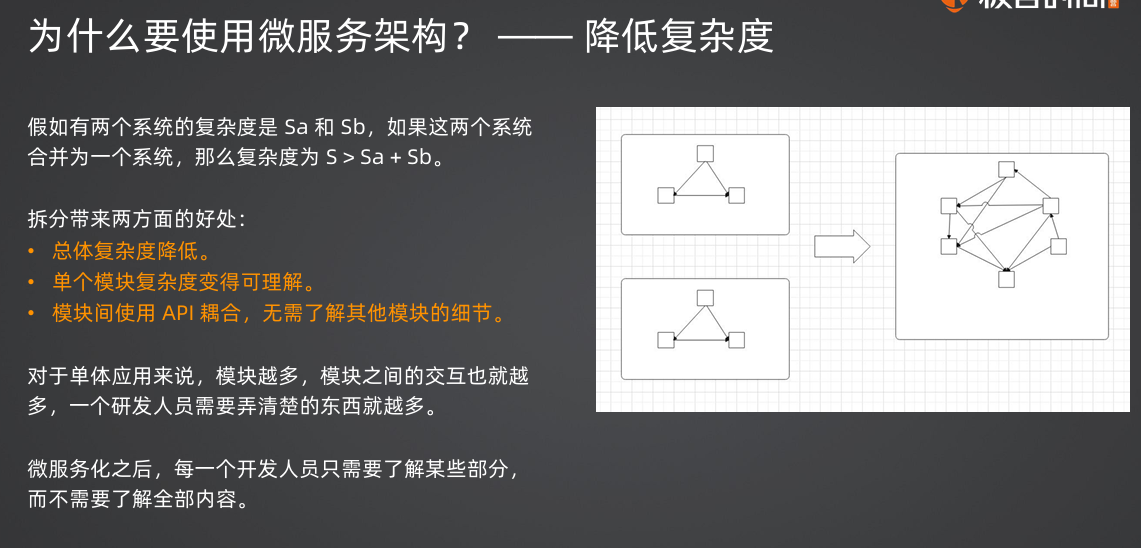 为什么要使用微服务架构？ —— 降低复杂度
假如有两个系统的复杂度是 Sa 和 Sb，如果这两个系统
合并为一个系统，那么复杂度为 S > Sa + Sb。
拆分带来两方面的好处：
• 总体复杂度降低。
• 单个模块复杂度变得可理解。
• 模块间使用 API 耦合，无需了解其他模块的细节。
对于单体应用来说，模块越多，模块之间的交互也就越
多，一个研发人员需要弄清楚的东西就越多。
微服务化之后，每一个开发人员只需要了解某些部分，
而不需要了解全部内容。